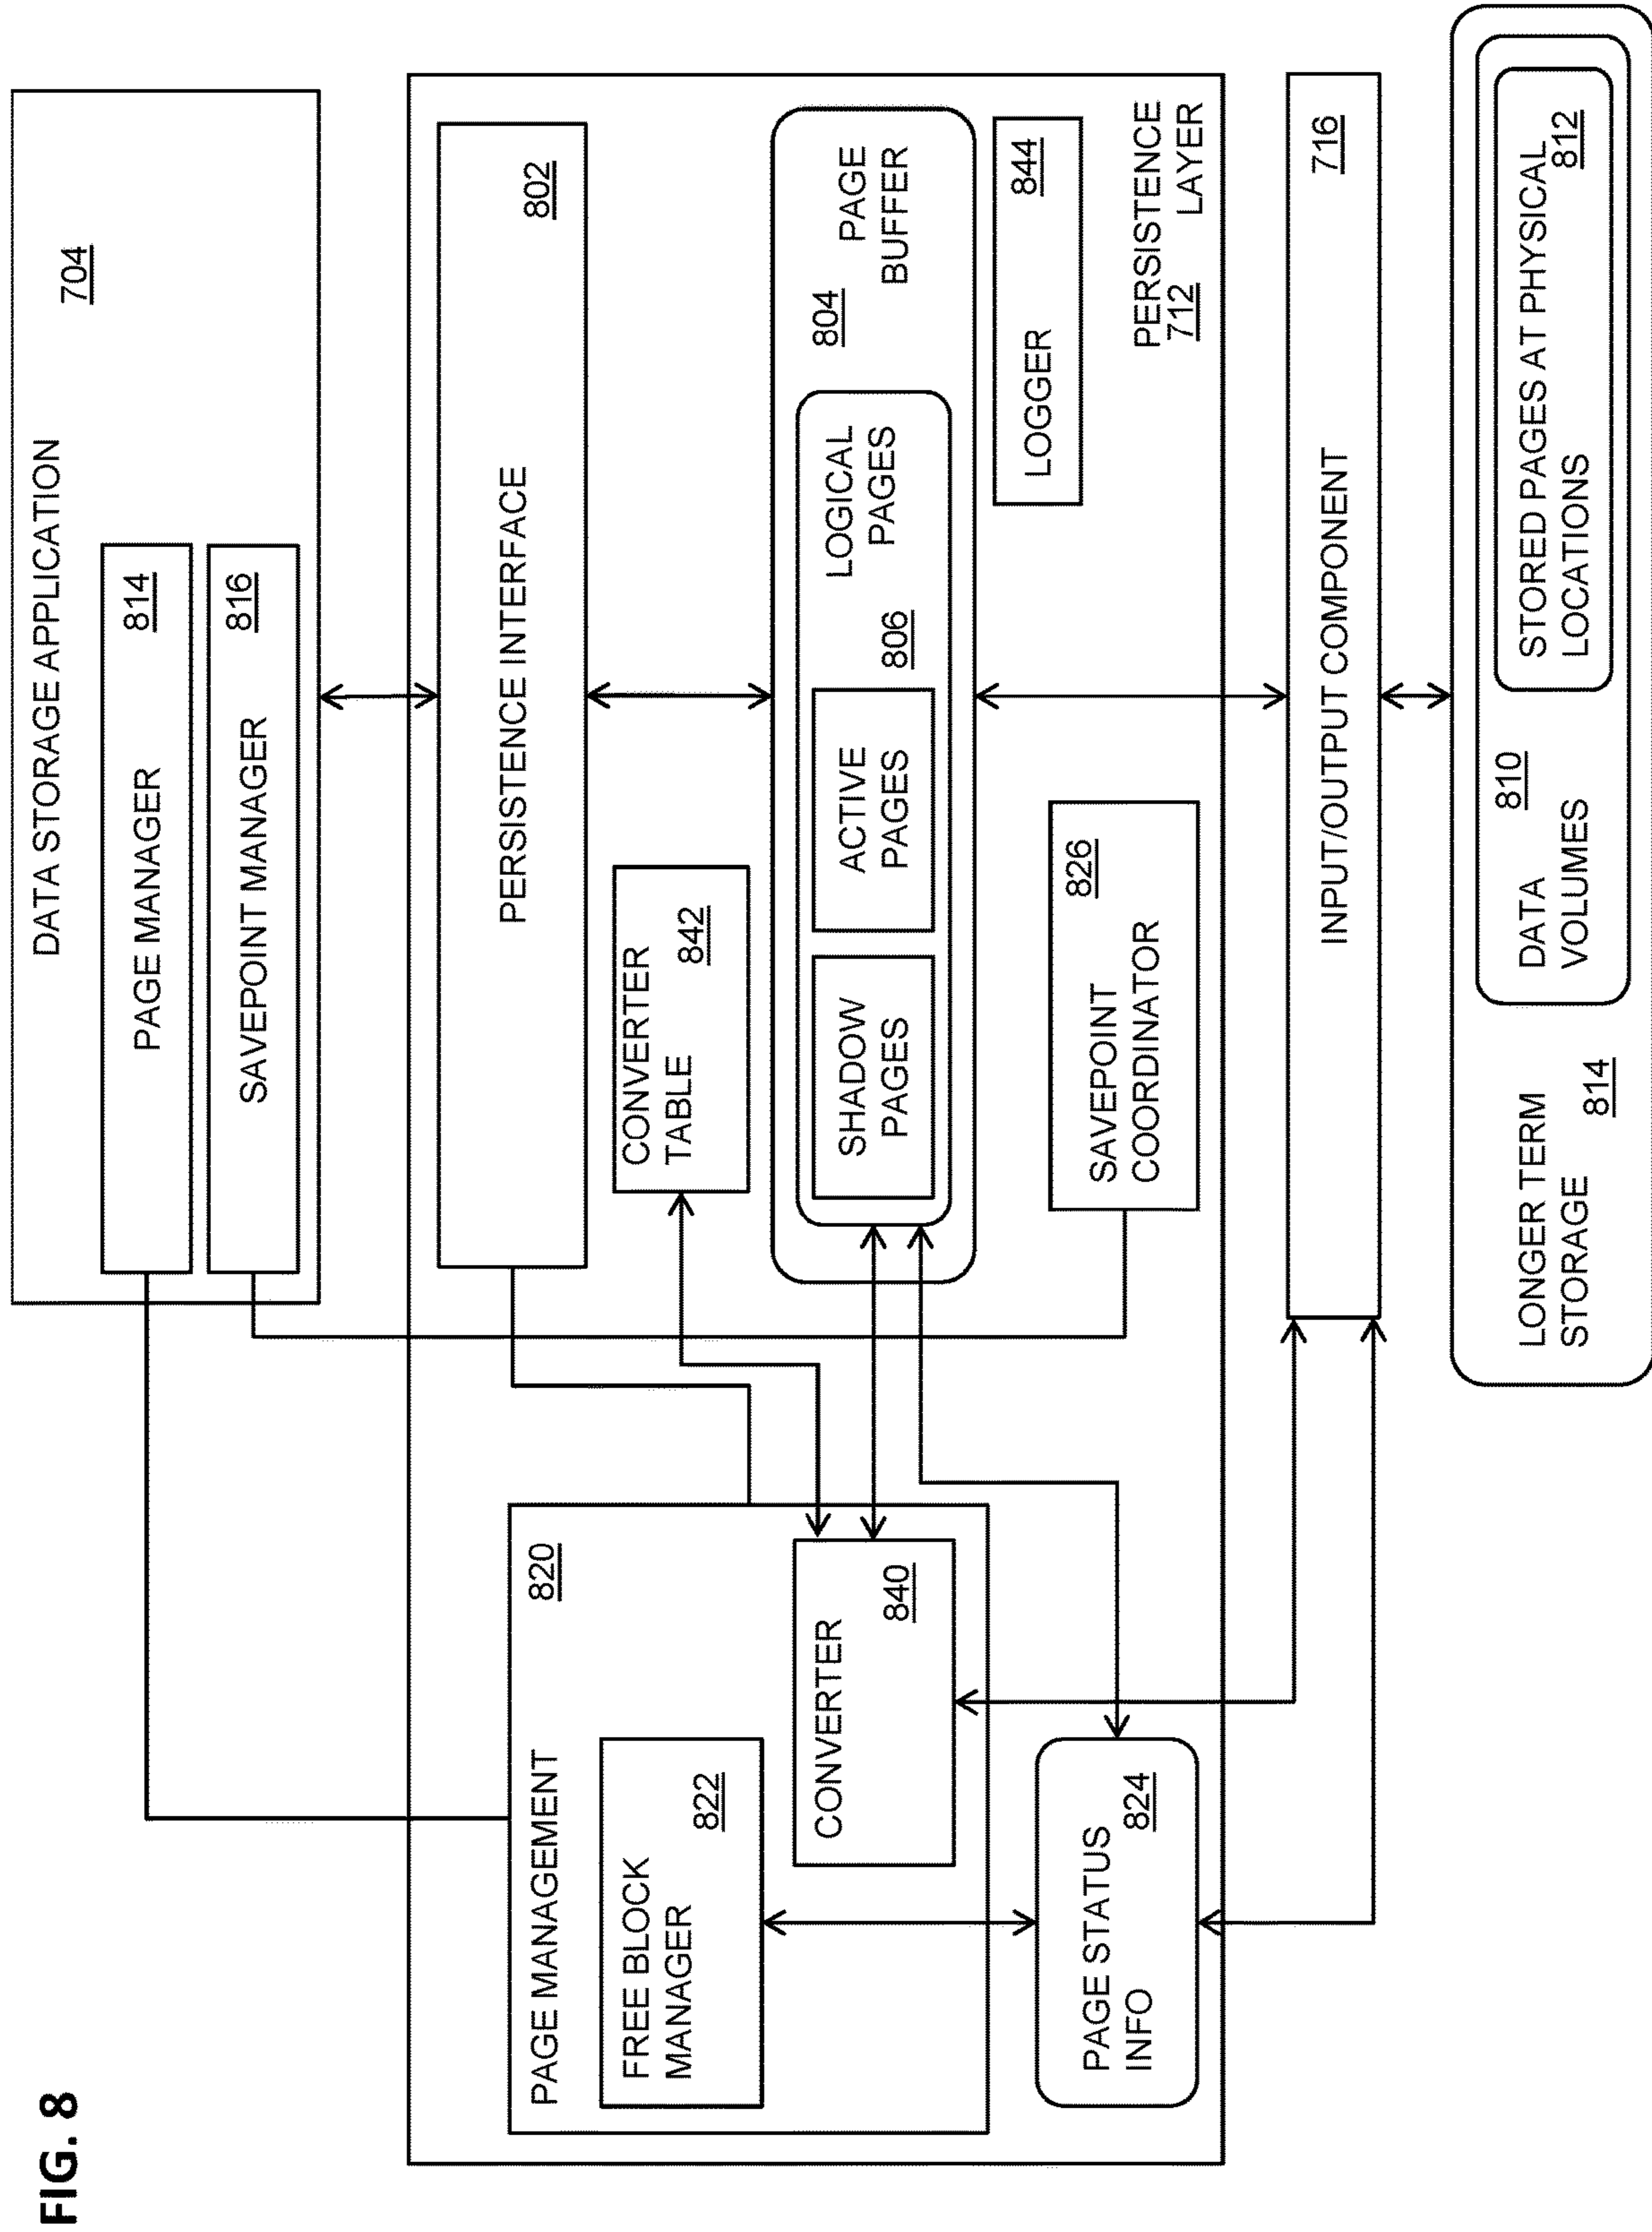 FIG. 8
DATA STORAGE APPLICATION
704
PAGE MANAGER
814
SAVEPOINT MANAGER
816
PERSISTENCE INTERFACE
802
PAGE MANAGEMENT
820
FREE BLOCK
MANAGER
822
CONVERTER
840
CONVERTER
TABLE
842
804
PAGE
BUFFER
LOGICAL
PAGES
806
SHADOW
PAGES
ACTIVE
PAGES
PAGE STATUS
INFO
824
SAVEPOINT
COORDINATOR
826
LOGGER
844
PERSISTENCE
LAYER
712
INPUT/OUTPUT COMPONENT
716
LONGER TERM
STORAGE
814
DATA
VOLUMES
810
STORED PAGES AT PHYSICAL
LOCATIONS
812